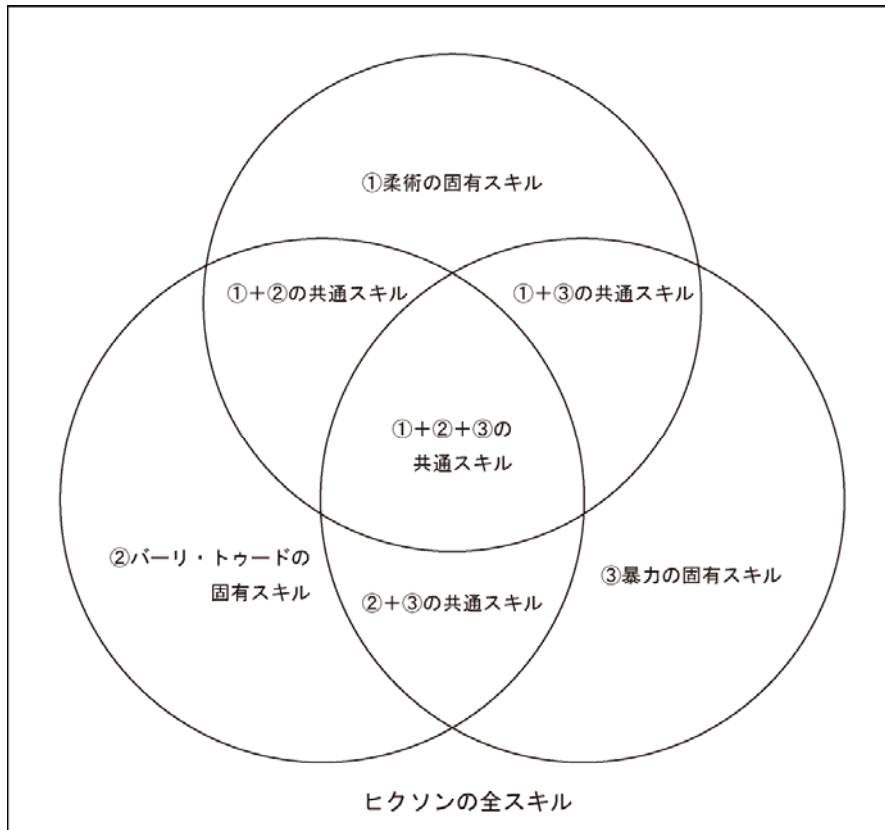 ①柔術の固有スキル
①+②の共通スキル
①+③の共通スキル
①+②+③の
共通スキル
②バーリ・トゥードの
固有スキル
③暴力の固有スキル
②+③の共通スキル
ヒクソンの全スキル